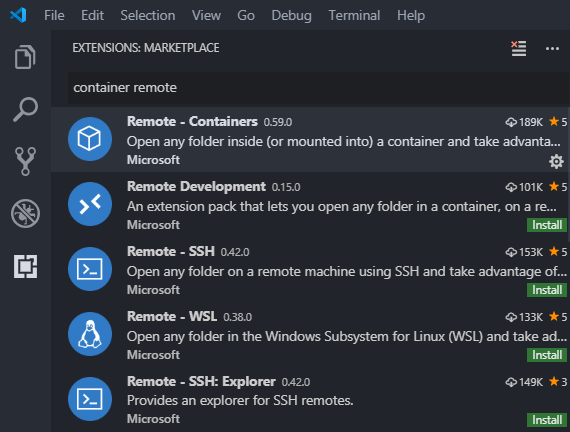 File Edit Selection View Go Debug Terminal Help
EXTENSIONS: MARKETPLACE
container remote
Remote - Containers 0.59.0 189K 5
Open any folder inside (or mounted into) a container and take advanta...
Microsoft
Remote Development 0.15.0 101K 5
An extension pack that lets you open any folder in a container, on a re...
Microsoft Install
Remote - SSH 0.42.0 153K 5
Open any folder on a remote machine using SSH and take advantage of...
Microsoft Install
Remote - WSL 0.38.0 133K 5
Open any folder in the Windows Subsystem for Linux (WSL) and take ad...
Microsoft Install
Remote - SSH: Explorer 0.42.0 149K 3
Provides an explorer for SSH remotes.
Microsoft Install